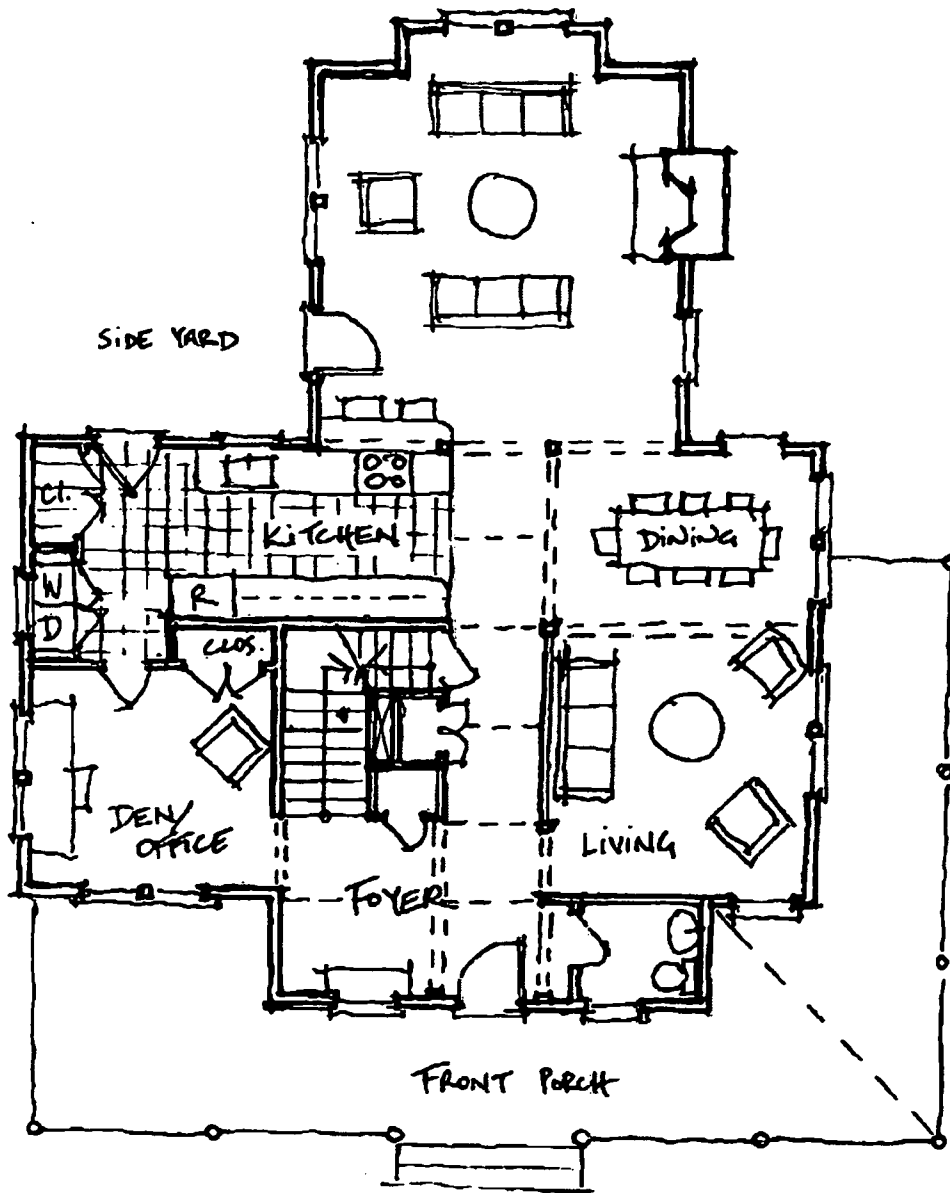 SIDE YARD
CL.
KITCHEN
DINING
W
R
D
CLOS.
DEN/
OFFICE
LIVING
FOYER
FRONT PORCH